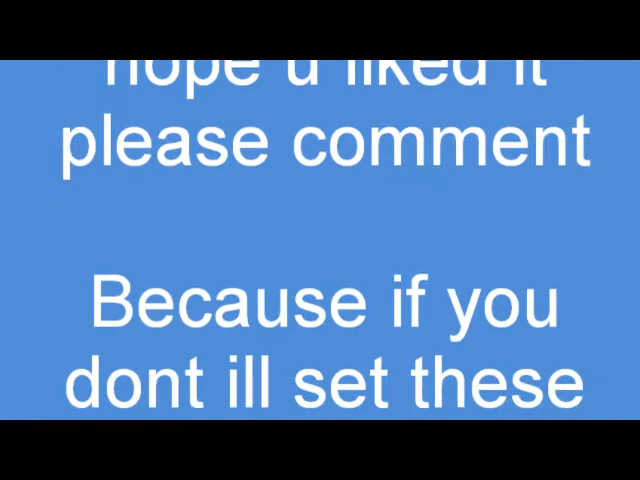 hope u liked it
please comment
Because if you
dont ill set these